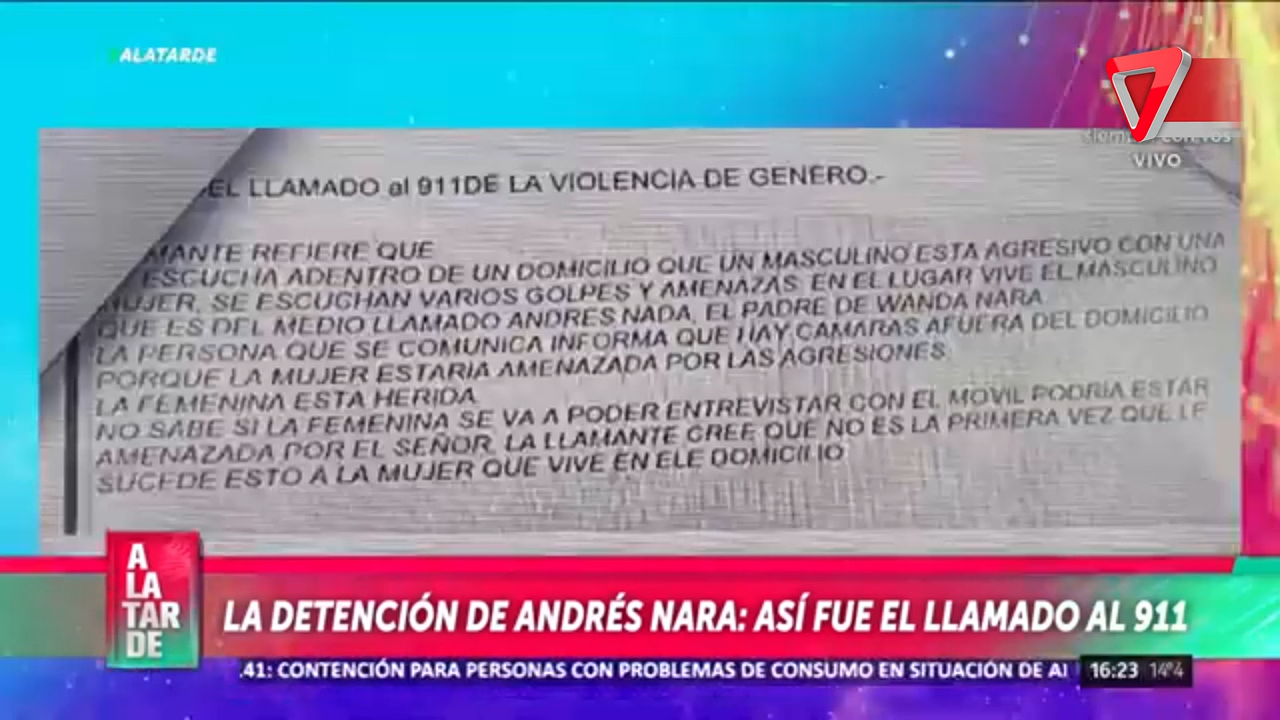 ALATARDE
siempre con vos
VIVO
EL LLAMADO al 911DE LA VIOLENCIA DE GENERO.-
MANTE REFIERE QUE
ESCUCHA ADENTRO DE UN DOMICILIO QUE UN MASCULINO ESTA AGRESIVO CON UNA
MUJER, SE ESCUCHAN VARIOS GOLPES Y AMENAZAS, EN EL LUGAR VIVE EL MASCULINO
QUE ES DEL MEDIO LLAMADO ANDRES NADA, EL PADRE DE WANDA NARA
LA PERSONA QUE SE COMUNICA INFORMA QUE HAY CAMARAS AFUERA DEL DOMICILIO
PORQUE LA MUJER ESTARIA AMENAZADA POR LAS AGRESIONES
LA FEMENINA ESTA HERIDA
NO SABE SI LA FEMENINA SE VA A PODER ENTREVISTAR CON EL MOVIL PODRIA ESTAR
AMENAZADA POR EL SEÑOR, LA LLAMANTE CREE QUE NO ES LA PRIMERA VEZ QUE LE
SUCEDE ESTO A LA MUJER QUE VIVE EN ELE DOMICILIO
A
LA
TAR
DE
LA DETENCIÓN DE ANDRÉS NARA: ASÍ FUE EL LLAMADO AL 911
.41: CONTENCIÓN PARA PERSONAS CON PROBLEMAS DE CONSUMO EN SITUACIÓN DE AI
16:23 14°4